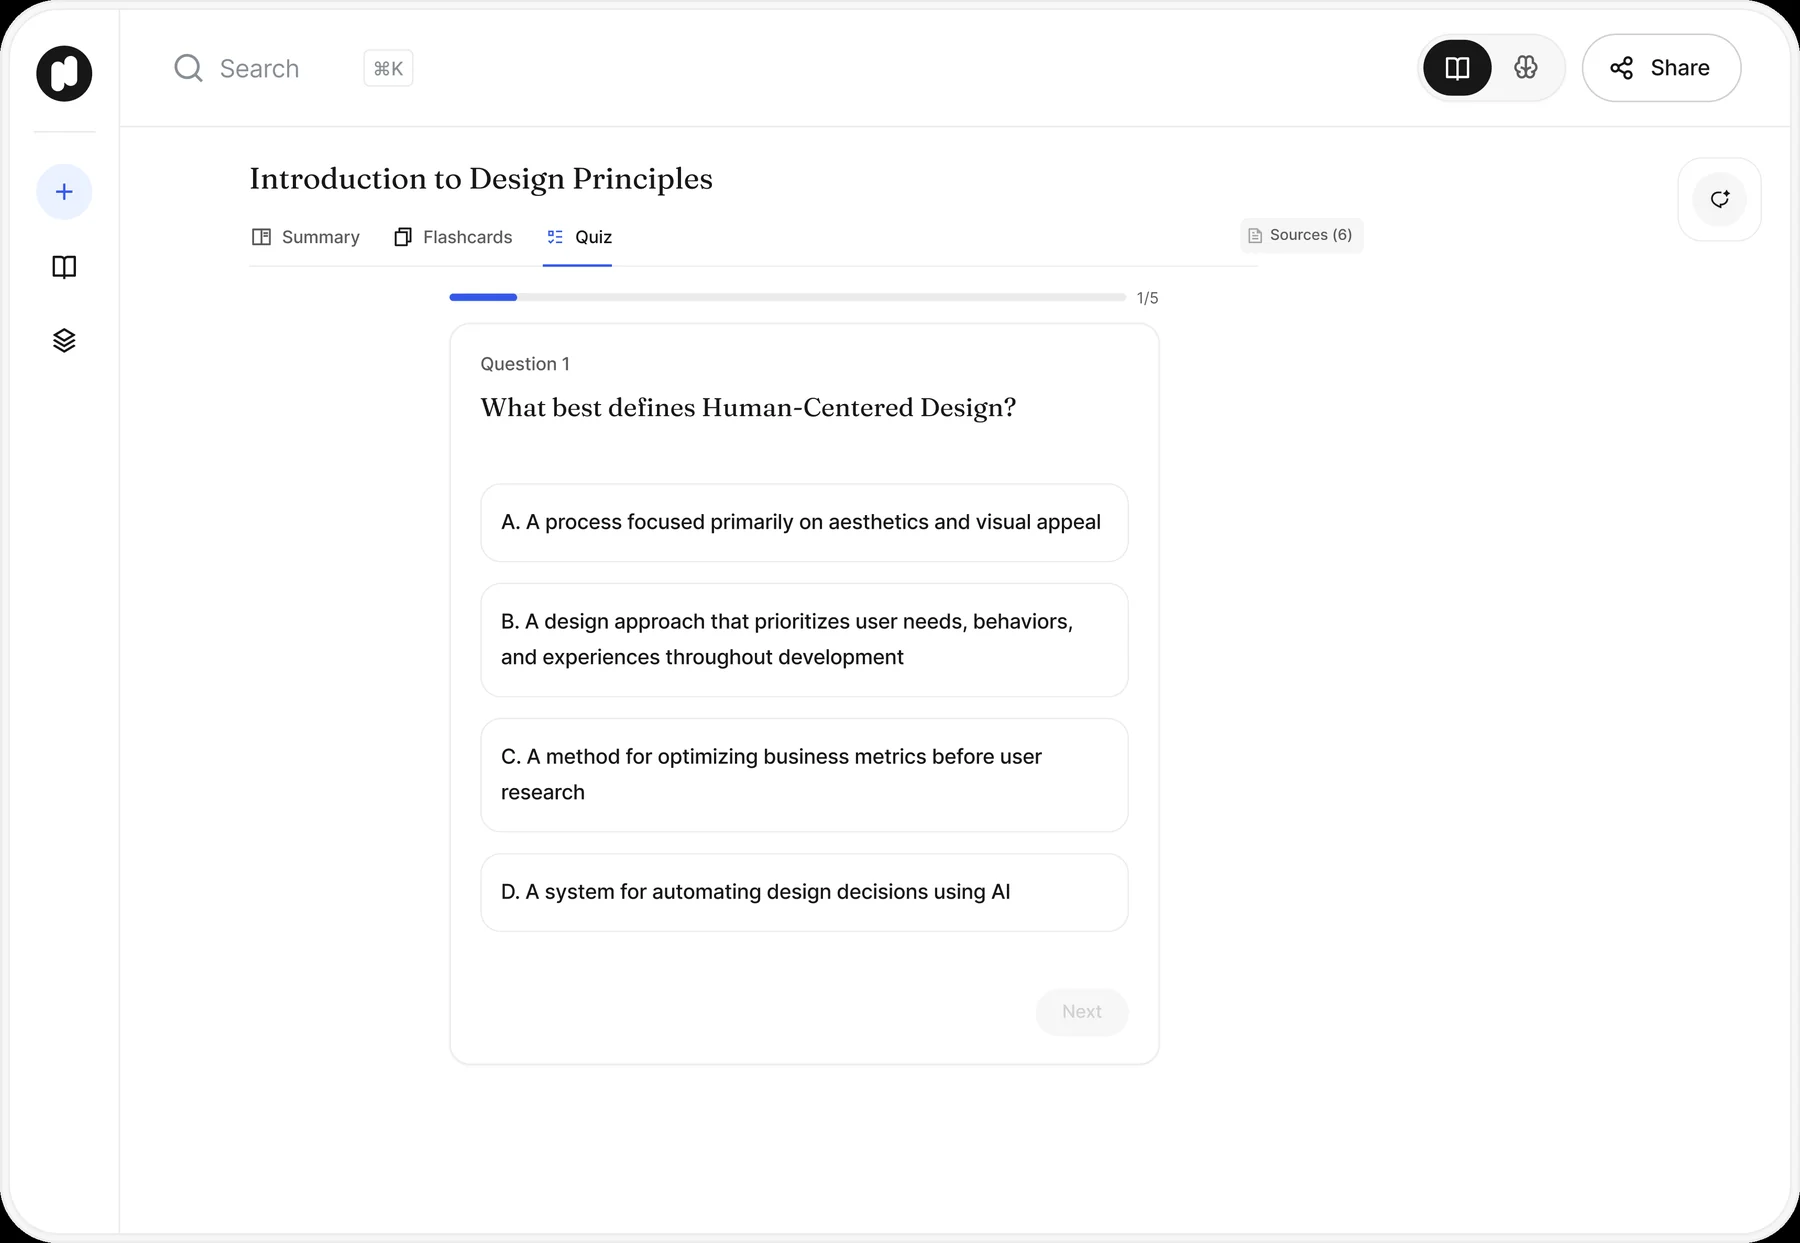 Search
⌘K
Share
Introduction to Design Principles
Summary
Flashcards
Quiz
Sources (6)
1/5
Question 1
What best defines Human-Centered Design?
A. A process focused primarily on aesthetics and visual appeal
B. A design approach that prioritizes user needs, behaviors,
and experiences throughout development
C. A method for optimizing business metrics before user
research
D. A system for automating design decisions using AI
Next